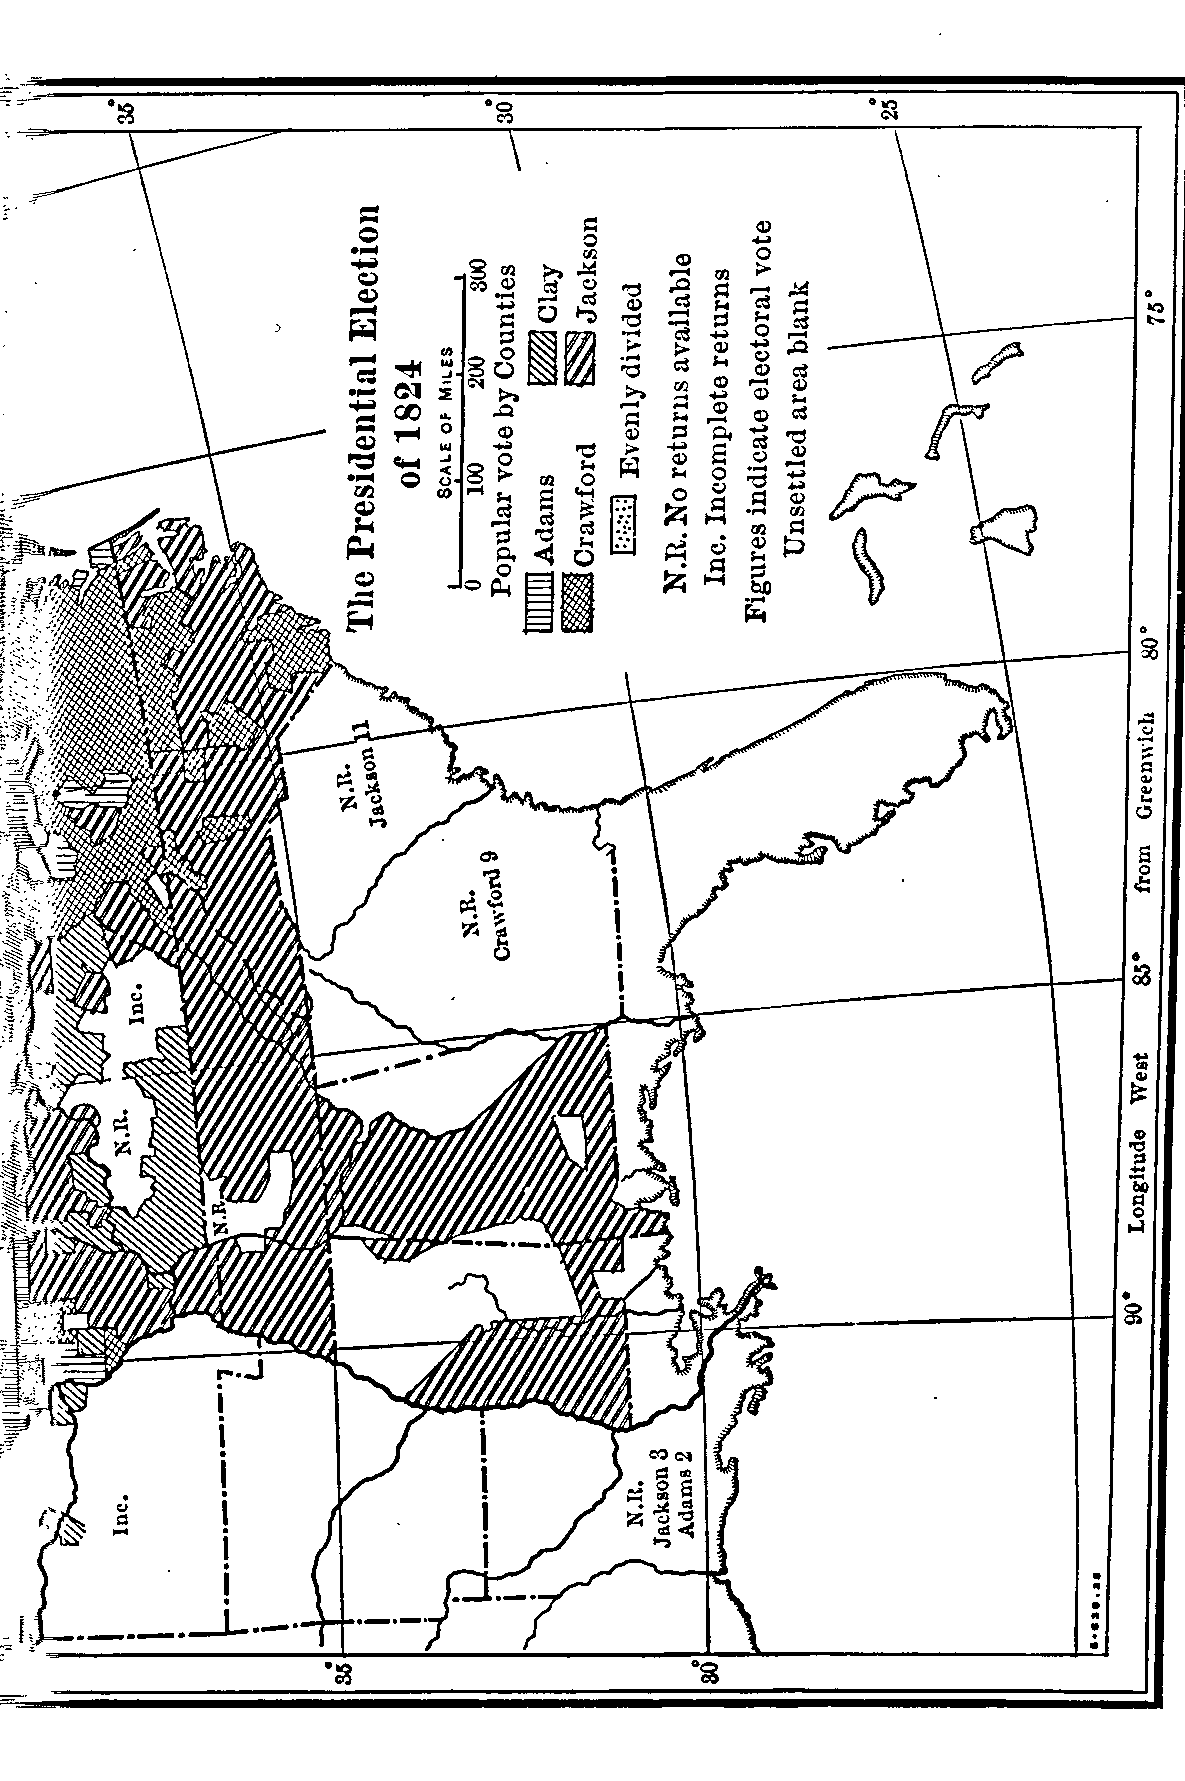 The Presidential Election
of 1824
SCALE OF MILES
0 100 200 300
Popular vote by Counties
Adams
Clay
Crawford
Jackson
Evenly divided
N.R. No returns available
Inc. Incomplete returns
Figures indicate electoral vote
Unsettled area blank
35°
30°
25°
Inc.
N.R.
N.R.
Inc.
N.R.
Jackson 11
N.R.
Crawford 9
N.R.
Jackson 3
Adams 2
35°
30°
90°
85°
80°
75°
Longitude West from Greenwich